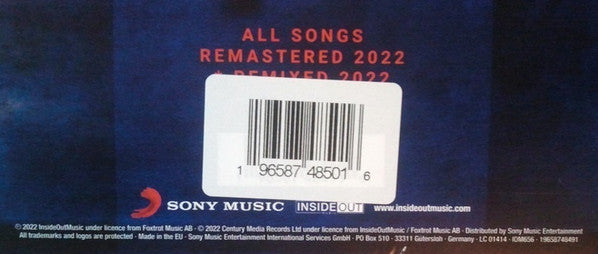 ALL SONGS
REMASTERED 2022
* REMIXED 2022
1 96587 48501 6
SONY MUSIC INSIDEOUT www.insideoutmusic.com
℗ 2022 InsideOutMusic under licence from Foxtrot Music AB · © 2022 Century Media Records Ltd under licence from InsideOutMusic / Foxtrot Music AB · Distributed by Sony Music Entertainment
All trademarks and logos are protected · Made in the EU · Sony Music Entertainment International Services GmbH · PO Box 510 · 33311 Gütersloh · Germany · LC 01414 · IOM656 · 19658748491